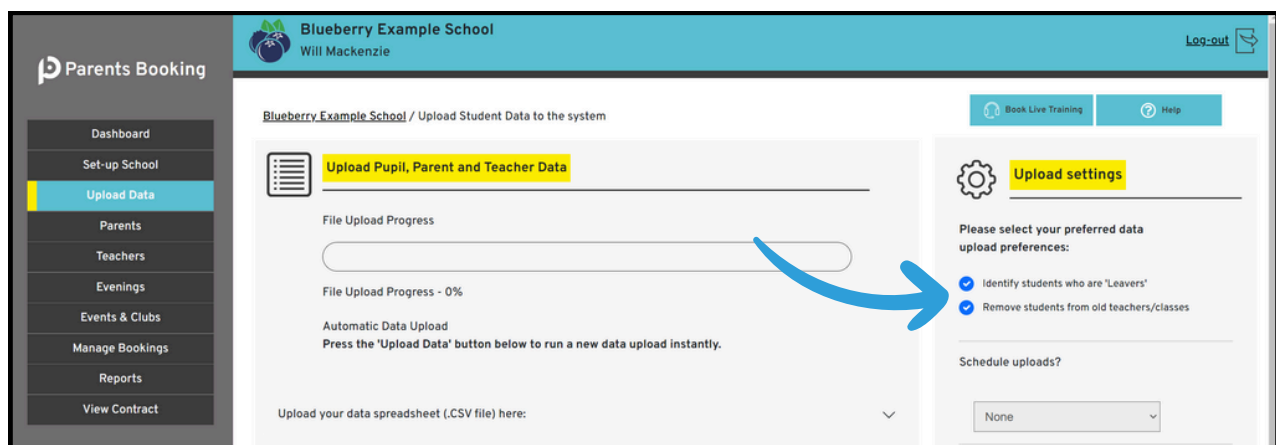 Parents Booking
Dashboard
Set-up School
Upload Data
Parents
Teachers
Evenings
Events & Clubs
Manage Bookings
Reports
View Contract
Blueberry Example School
Will Mackenzie
Log-out
Blueberry Example School / Upload Student Data to the system
Book Live Training
Help
Upload Pupil, Parent and Teacher Data
File Upload Progress
File Upload Progress - 0%
Automatic Data Upload
Press the 'Upload Data' button below to run a new data upload instantly.
Upload your data spreadsheet (.CSV file) here:
Upload settings
Please select your preferred data
upload preferences:
Identify students who are 'Leavers'
Remove students from old teachers/classes
Schedule uploads?
None